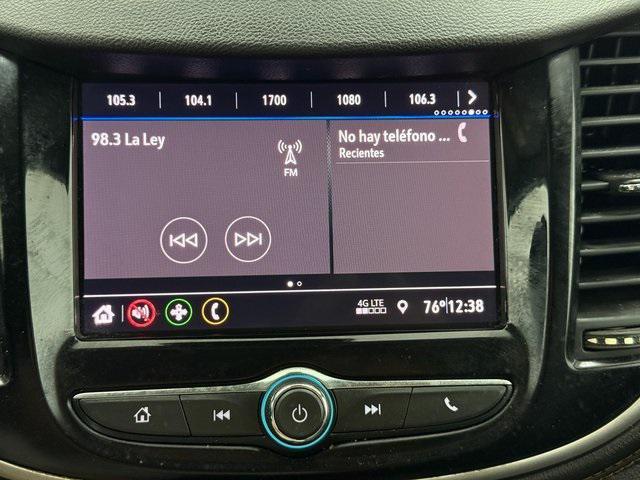 105.3 104.1 1700 1080 106.3
98.3 La Ley
FM
No hay teléfono ...
Recientes
4G LTE
76° 12:38